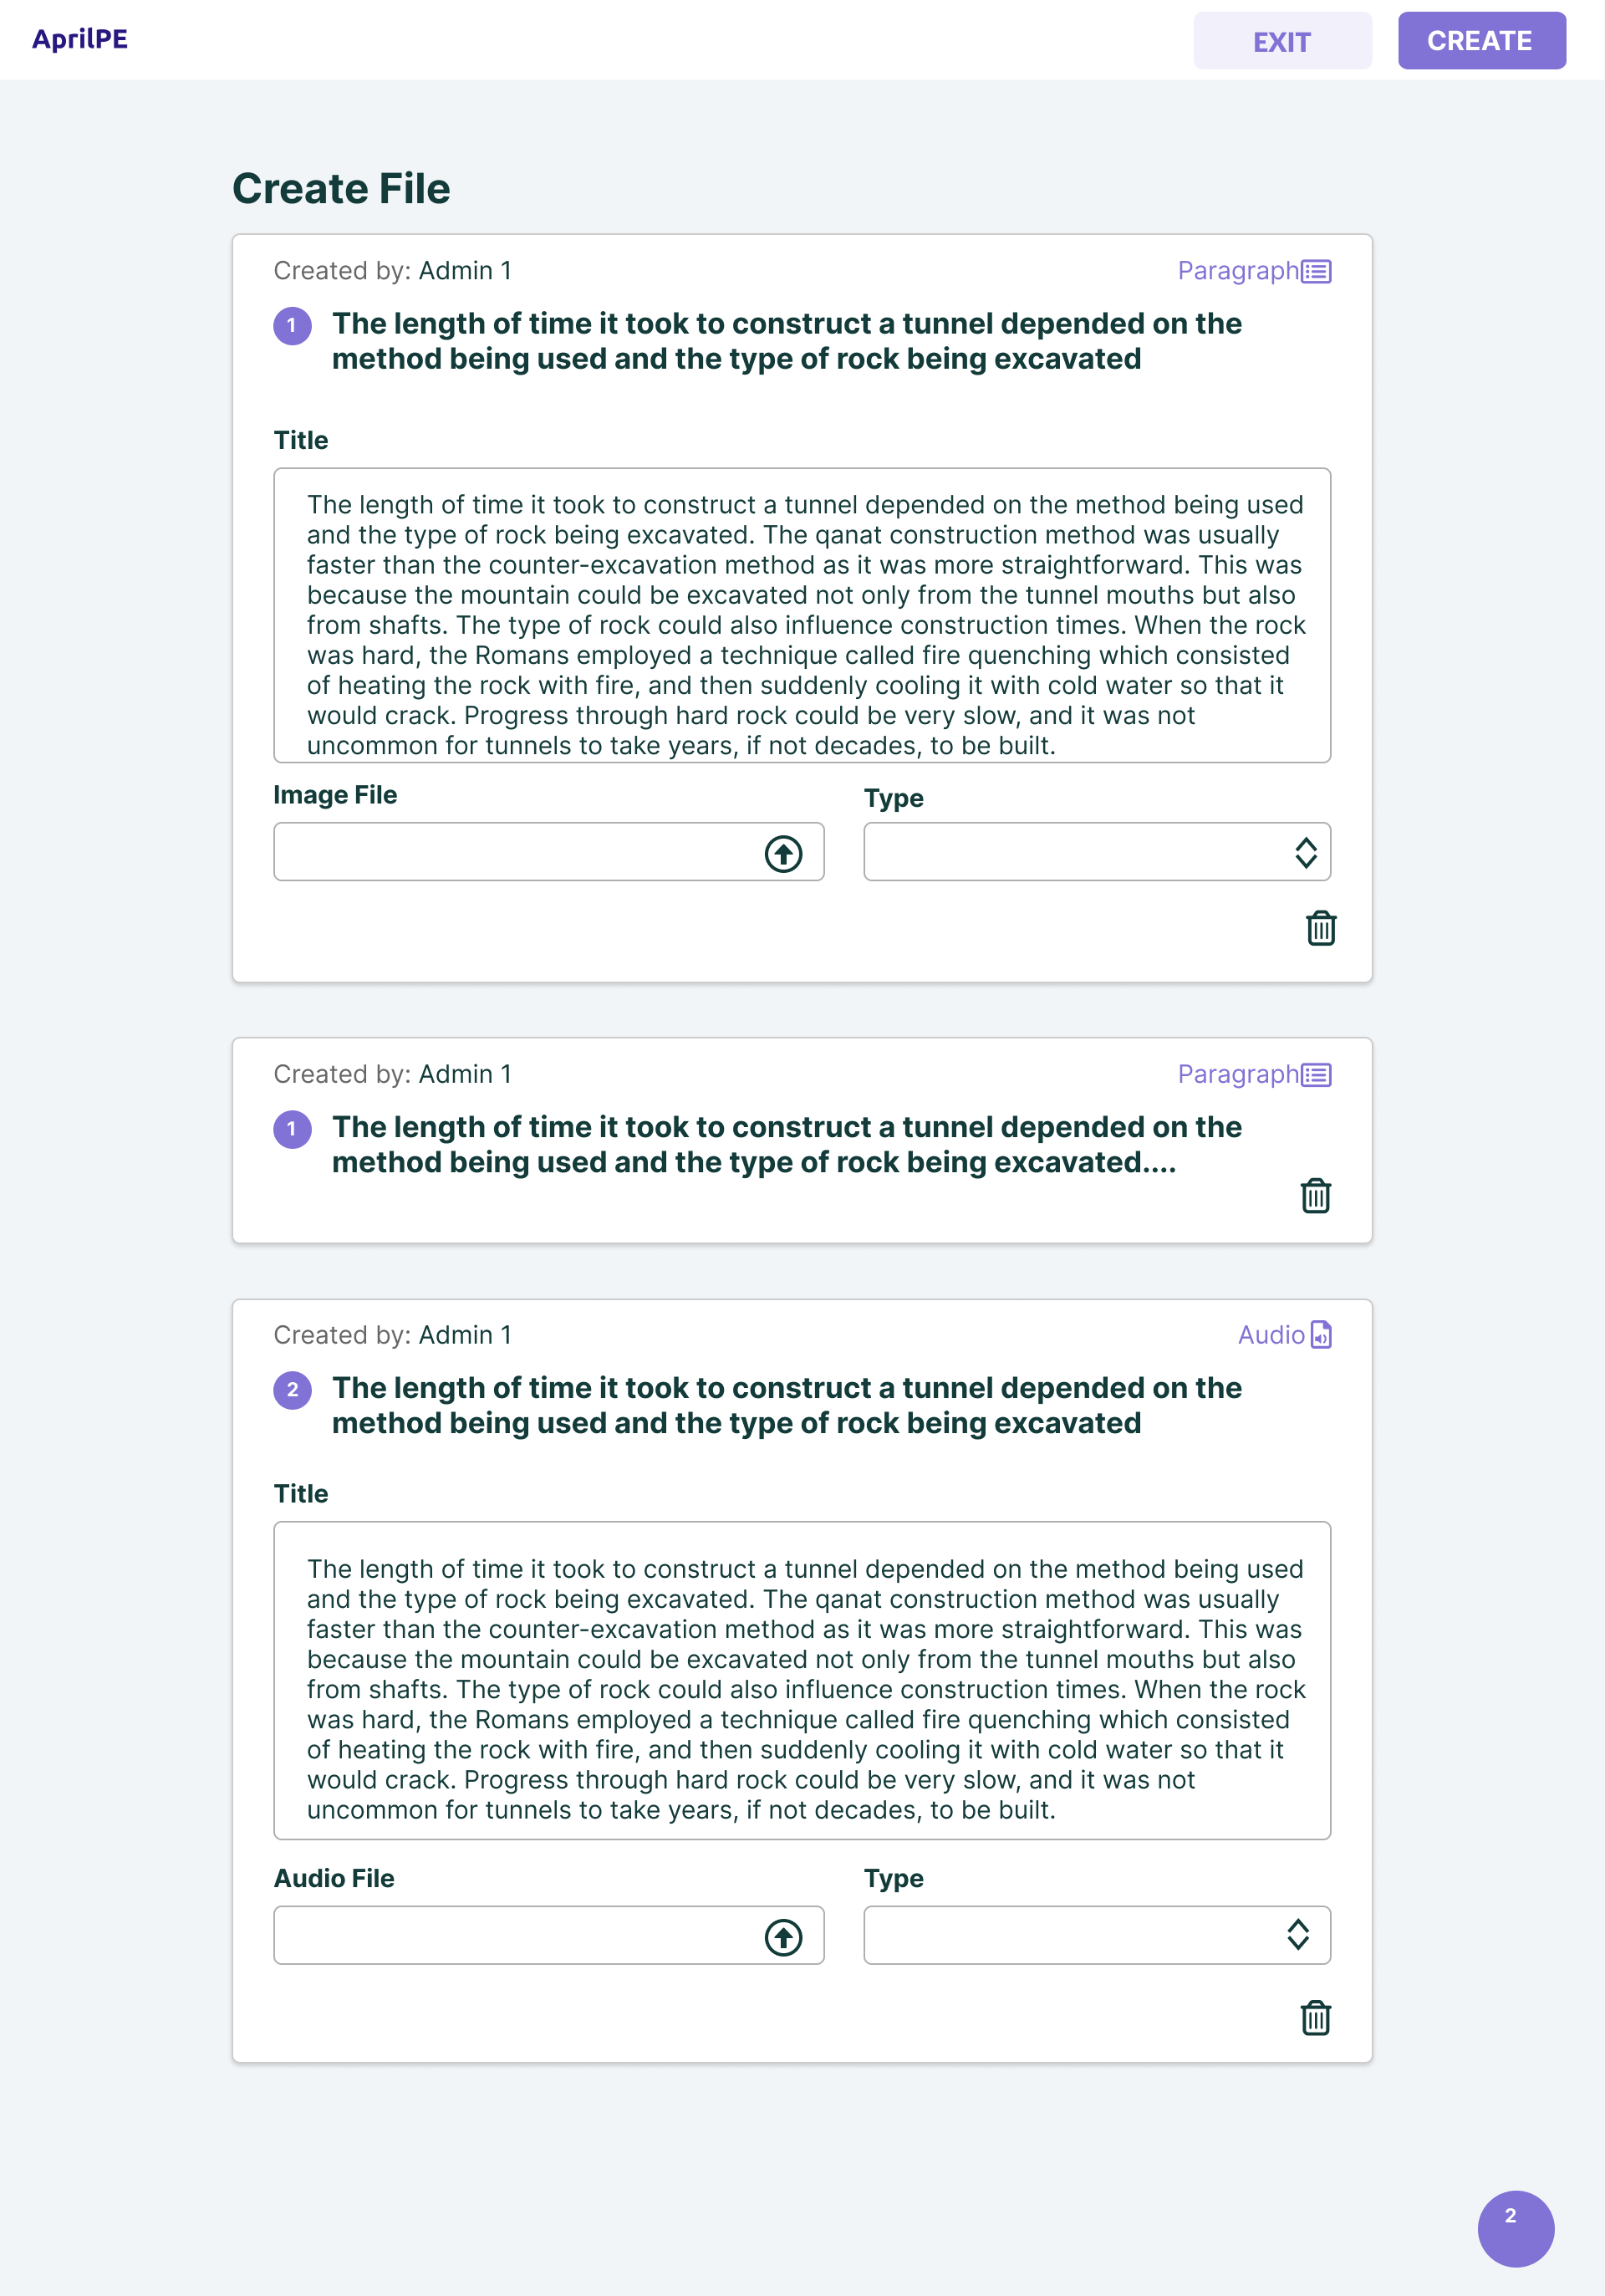 AprilPE
EXIT
CREATE
Create File
Created by: Admin 1
Paragraph
1
The length of time it took to construct a tunnel depended on the
method being used and the type of rock being excavated
Title
The length of time it took to construct a tunnel depended on the method being used
and the type of rock being excavated. The qanat construction method was usually
faster than the counter-excavation method as it was more straightforward. This was
because the mountain could be excavated not only from the tunnel mouths but also
from shafts. The type of rock could also influence construction times. When the rock
was hard, the Romans employed a technique called fire quenching which consisted
of heating the rock with fire, and then suddenly cooling it with cold water so that it
would crack. Progress through hard rock could be very slow, and it was not
uncommon for tunnels to take years, if not decades, to be built.
Image File
Type
Created by: Admin 1
Paragraph
1
The length of time it took to construct a tunnel depended on the
method being used and the type of rock being excavated....
Created by: Admin 1
Audio
2
The length of time it took to construct a tunnel depended on the
method being used and the type of rock being excavated
Title
The length of time it took to construct a tunnel depended on the method being used
and the type of rock being excavated. The qanat construction method was usually
faster than the counter-excavation method as it was more straightforward. This was
because the mountain could be excavated not only from the tunnel mouths but also
from shafts. The type of rock could also influence construction times. When the rock
was hard, the Romans employed a technique called fire quenching which consisted
of heating the rock with fire, and then suddenly cooling it with cold water so that it
would crack. Progress through hard rock could be very slow, and it was not
uncommon for tunnels to take years, if not decades, to be built.
Audio File
Type
2